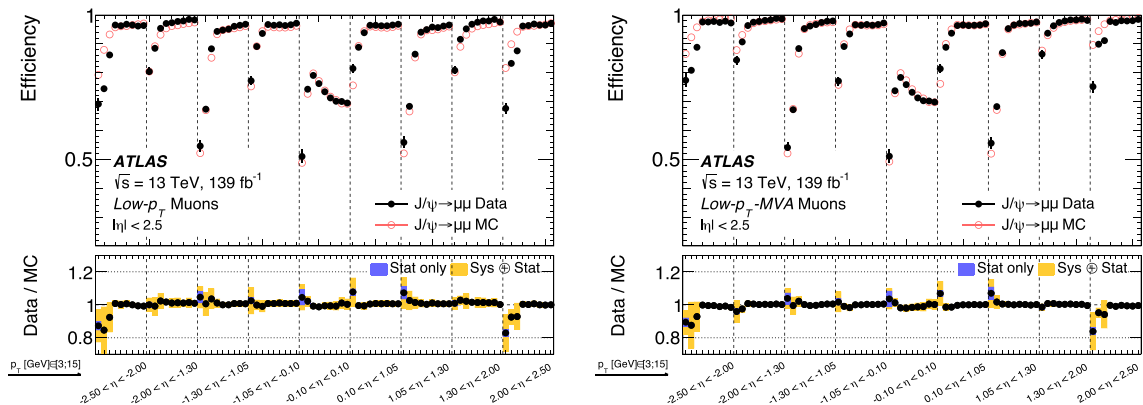 Efficiency
1
0.5
ATLAS
√s = 13 TeV, 139 fb⁻¹
Low-p_T Muons
|η| < 2.5
J/ψ→μμ Data
J/ψ→μμ MC
Data / MC
1.2
1
0.8
Stat only
Sys ⊕ Stat
p_T [GeV]∈[3;15]
-2.50 < η < -2.00
-2.00 < η < -1.30
-1.30 < η < -1.05
-1.05 < η < -0.10
-0.10 < η < 0.10
0.10 < η < 1.05
1.05 < η < 1.30
1.30 < η < 2.00
2.00 < η < 2.50
Efficiency
1
0.5
ATLAS
√s = 13 TeV, 139 fb⁻¹
Low-p_T-MVA Muons
|η| < 2.5
J/ψ→μμ Data
J/ψ→μμ MC
Data / MC
1.2
1
0.8
Stat only
Sys ⊕ Stat
p_T [GeV]∈[3;15]
-2.50 < η < -2.00
-2.00 < η < -1.30
-1.30 < η < -1.05
-1.05 < η < -0.10
-0.10 < η < 0.10
0.10 < η < 1.05
1.05 < η < 1.30
1.30 < η < 2.00
2.00 < η < 2.50